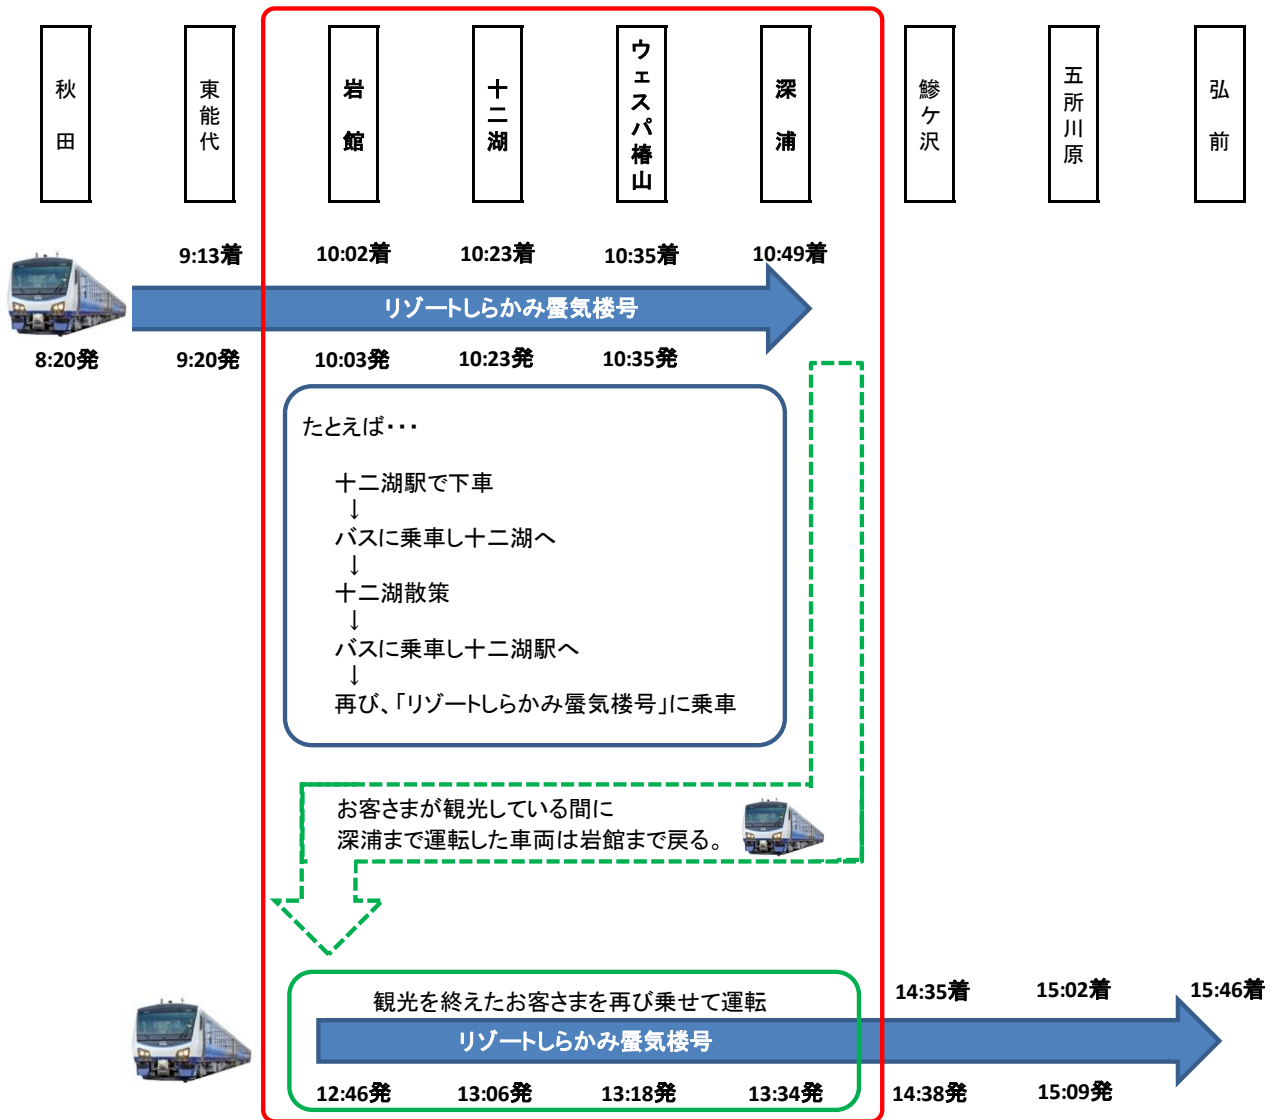 秋田
東能代
岩館
十二湖
ウェスパ椿山
深浦
鰺ケ沢
五所川原
弘前
9:13着
10:02着
10:23着
10:35着
10:49着
リゾートしらかみ蜃気楼号
8:20発
9:20発
10:03発
10:23発
10:35発
たとえば・・・
十二湖駅で下車
↓
バスに乗車し十二湖へ
↓
十二湖散策
↓
バスに乗車し十二湖駅へ
↓
再び、「リゾートしらかみ蜃気楼号」に乗車
お客さまが観光している間に
深浦まで運転した車両は岩館まで戻る。
観光を終えたお客さまを再び乗せて運転
14:35着
15:02着
15:46着
リゾートしらかみ蜃気楼号
12:46発
13:06発
13:18発
13:34発
14:38発
15:09発